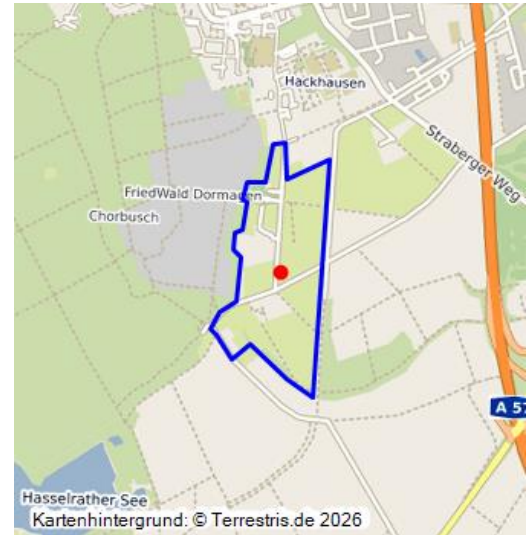 Hackhausen
Straberger Weg
FriedWald Dormagen
Chorbusch
A 57
Hasselrather See
Kartenhintergrund: © Terrestris.de 2026